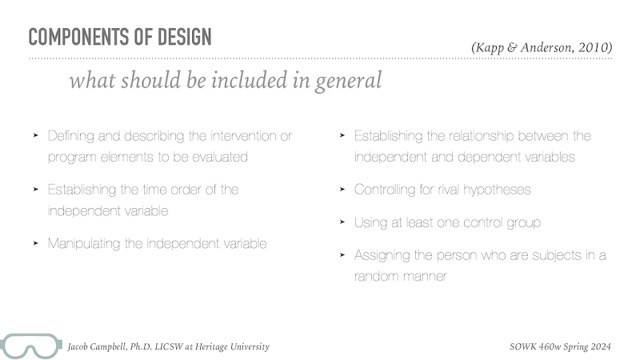 COMPONENTS OF DESIGN
(Kapp & Anderson, 2010)
what should be included in general
➤ Defining and describing the intervention or
program elements to be evaluated
➤ Establishing the time order of the
independent variable
➤ Manipulating the independent variable
➤ Establishing the relationship between the
independent and dependent variables
➤ Controlling for rival hypotheses
➤ Using at least one control group
➤ Assigning the person who are subjects in a
random manner
Jacob Campbell, Ph.D. LICSW at Heritage University
SOWK 460w Spring 2024